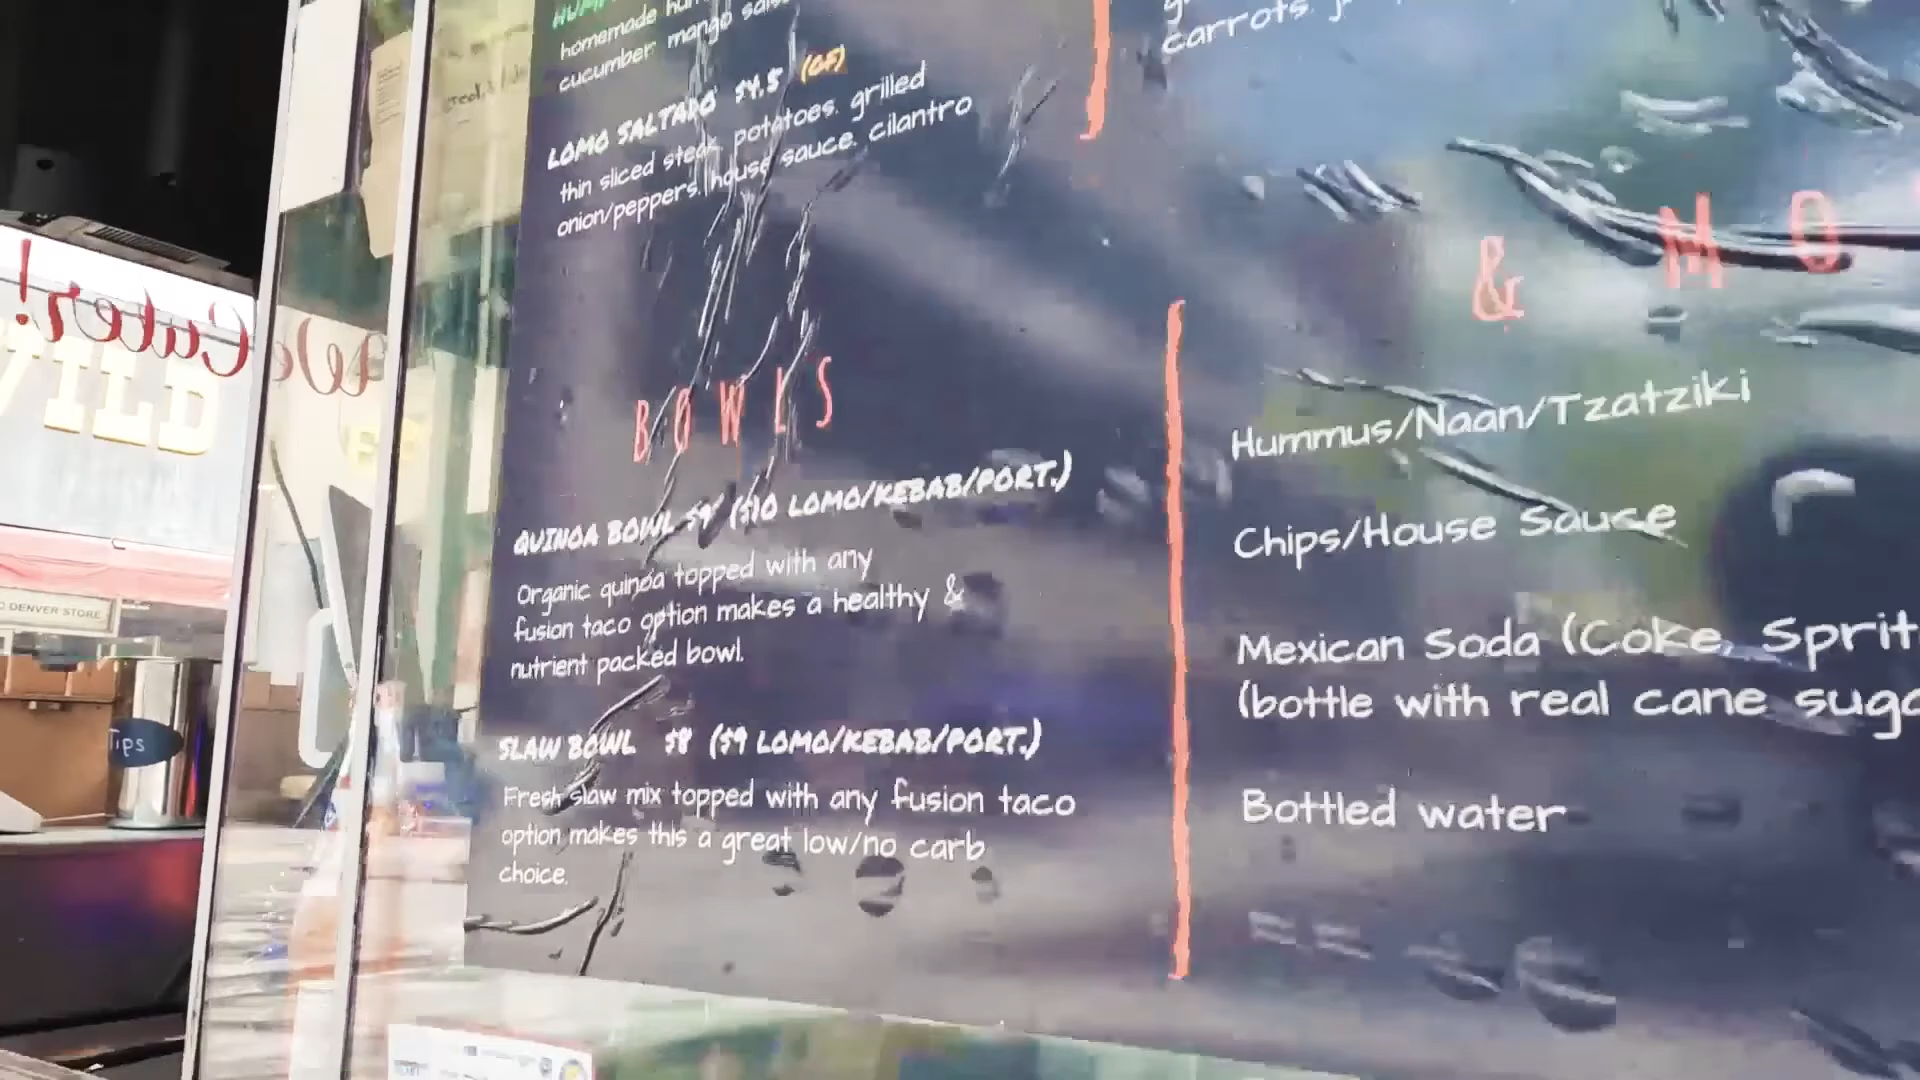 homemade
cucumber. mango
LOMO SALTADO $4.5 (GF)
thin sliced steak, potatoes, grilled
onion/peppers, house sauce, cilantro
BOWLS
QUINOA BOWL $9 ($10 LOMO/KEBAB/PORT.)
Organic quinoa topped with any
fusion taco option makes a healthy &
nutrient packed bowl.
SLAW BOWL $8 ($9 LOMO/KEBAB/PORT.)
Fresh slaw mix topped with any fusion taco
option makes this a great low/no carb
choice.
carrots,
& MO
Hummus/Naan/Tzatziki
Chips/House Sauce
Mexican Soda (Coke, Sprit
(bottle with real cane suga
Bottled water
We Cater!
VILD
DENVER STORE
Tips